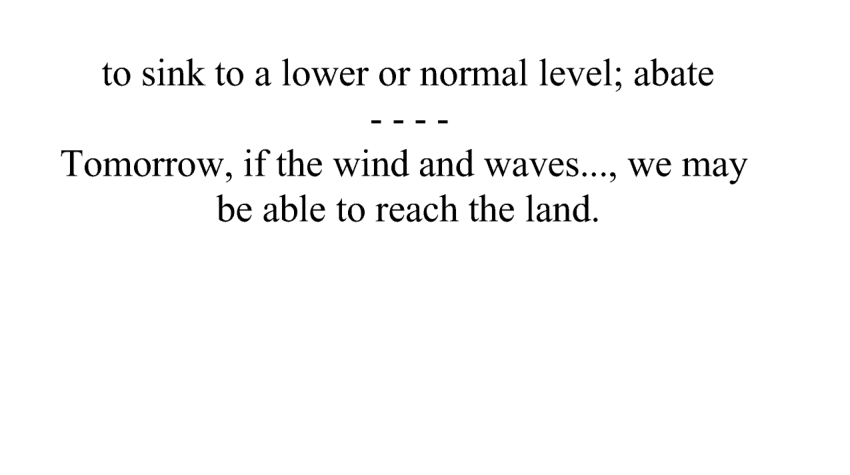 to sink to a lower or normal level; abate
- - - -
Tomorrow, if the wind and waves..., we may
be able to reach the land.